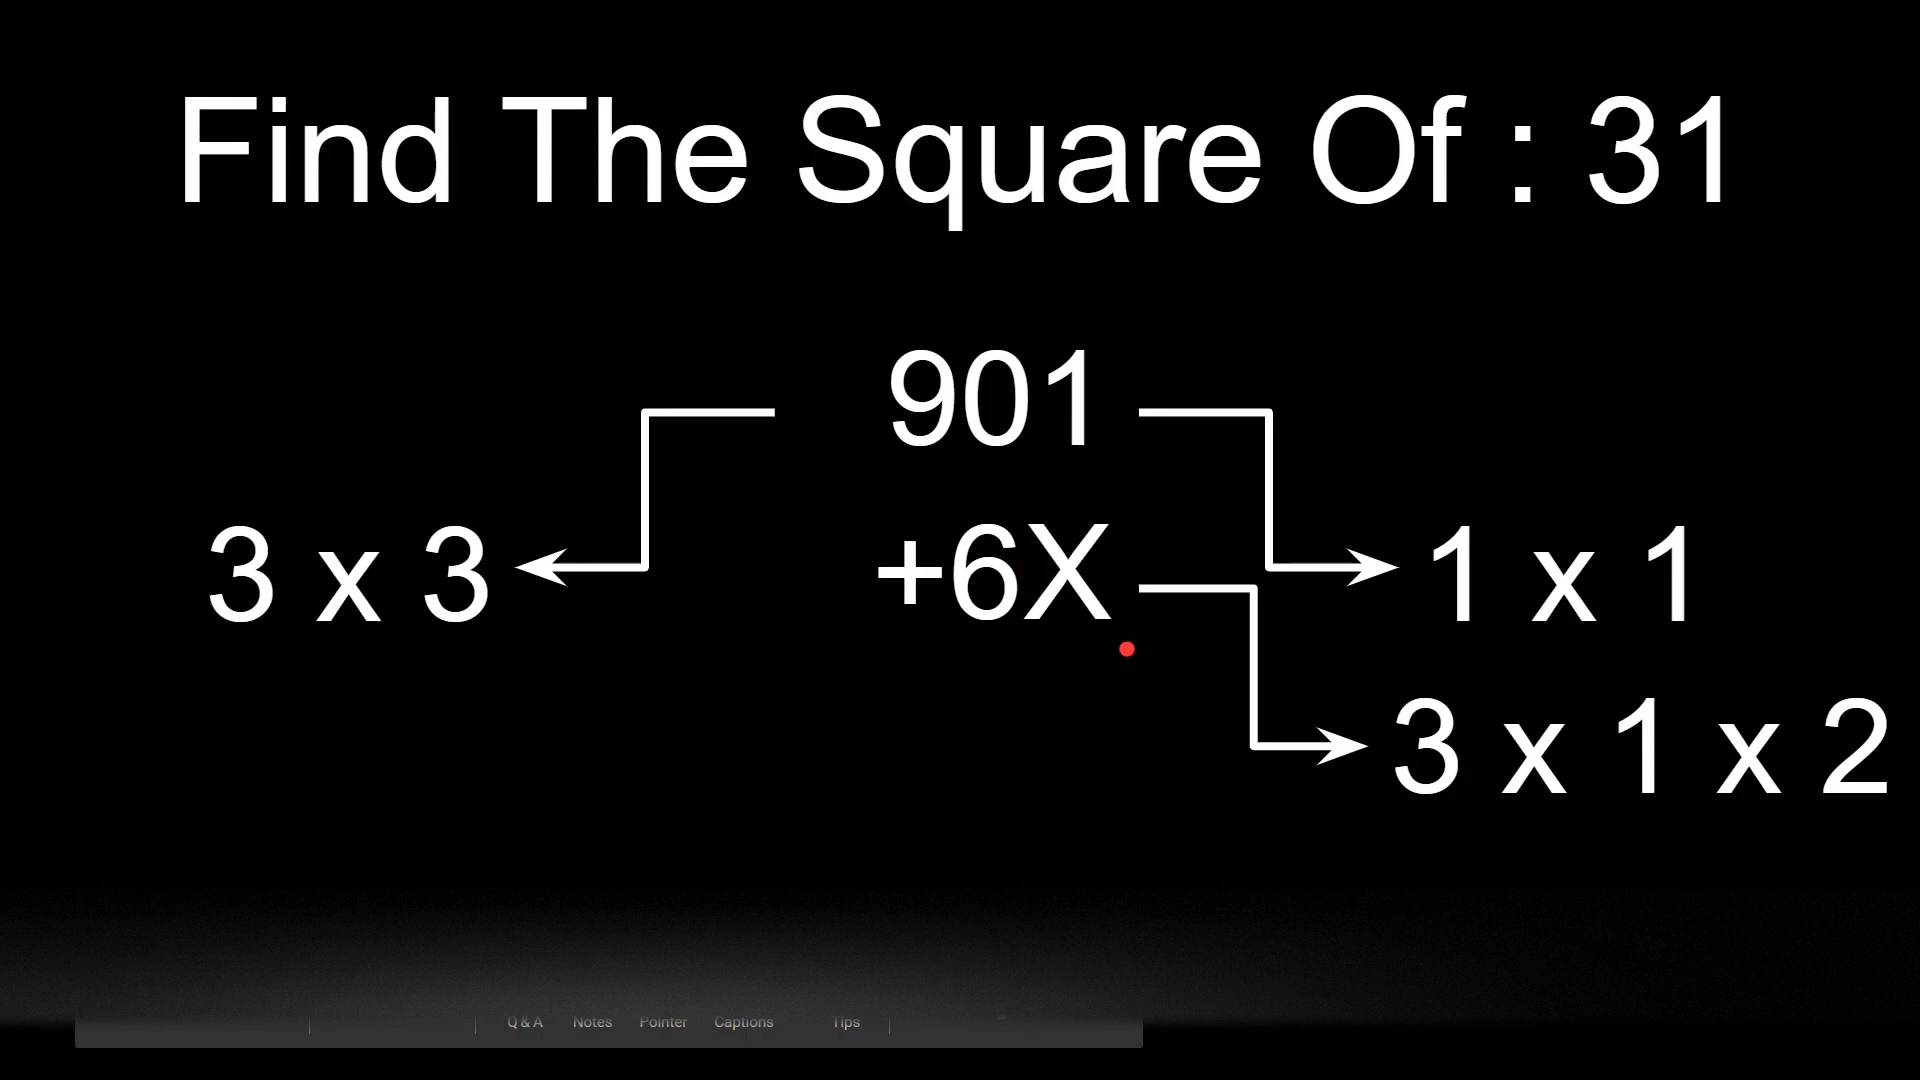 Find The Square Of : 31
901
3 x 3
+6X
1 x 1
3 x 1 x 2
Q & A Notes Pointer Captions Tips